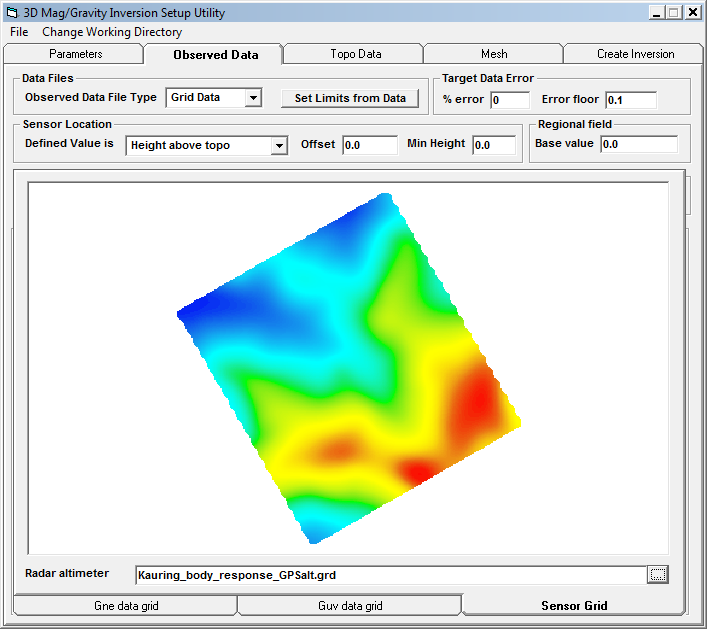 3D Mag/Gravity Inversion Setup Utility
File Change Working Directory
Parameters Observed Data Topo Data Mesh Create Inversion
Data Files
Observed Data File Type Grid Data Set Limits from Data
Target Data Error
% error 0 Error floor 0.1
Sensor Location
Defined Value is Height above topo Offset 0.0 Min Height 0.0
Regional field
Base value 0.0
Radar altimeter Kauring_body_response_GPSalt.grd ...
Gne data grid Guv data grid Sensor Grid